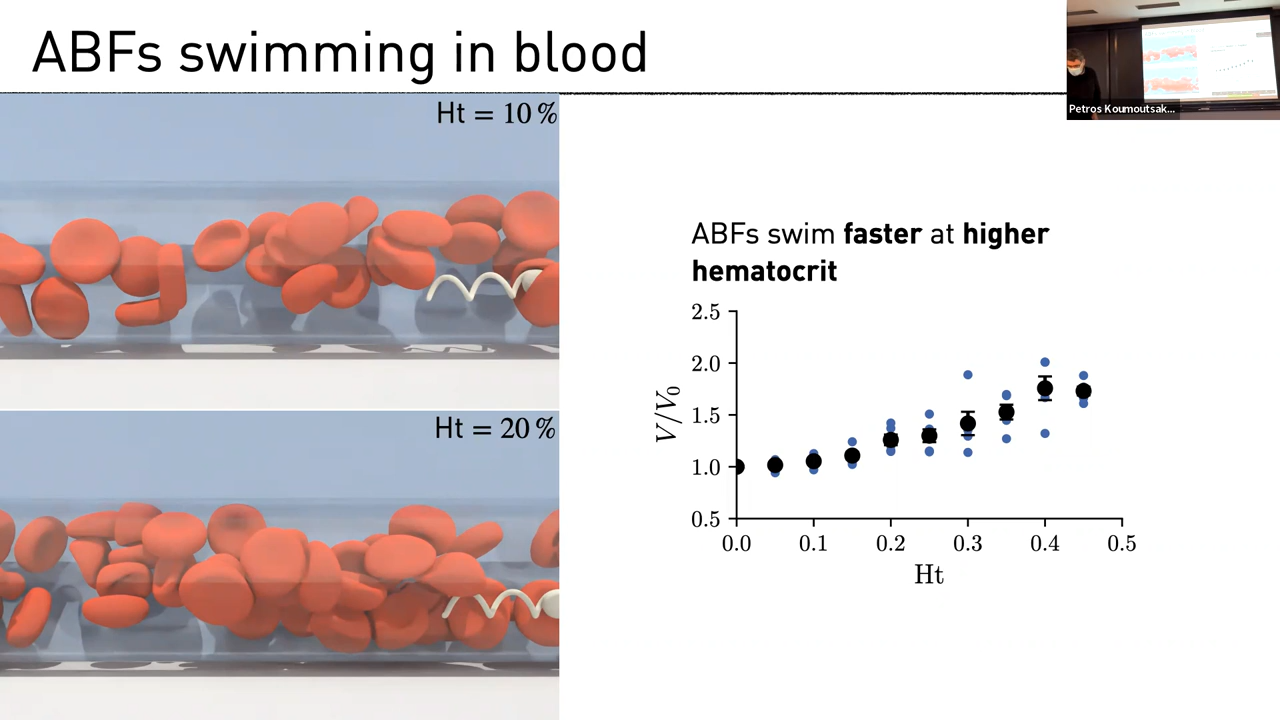 ABFs swimming in blood
Petros Koumoutsak...
Ht = 10 %
Ht = 20 %
ABFs swim faster at higher
hematocrit
2.5
2.0
1.5
1.0
0.5
V/V0
0.0 0.1 0.2 0.3 0.4 0.5
Ht